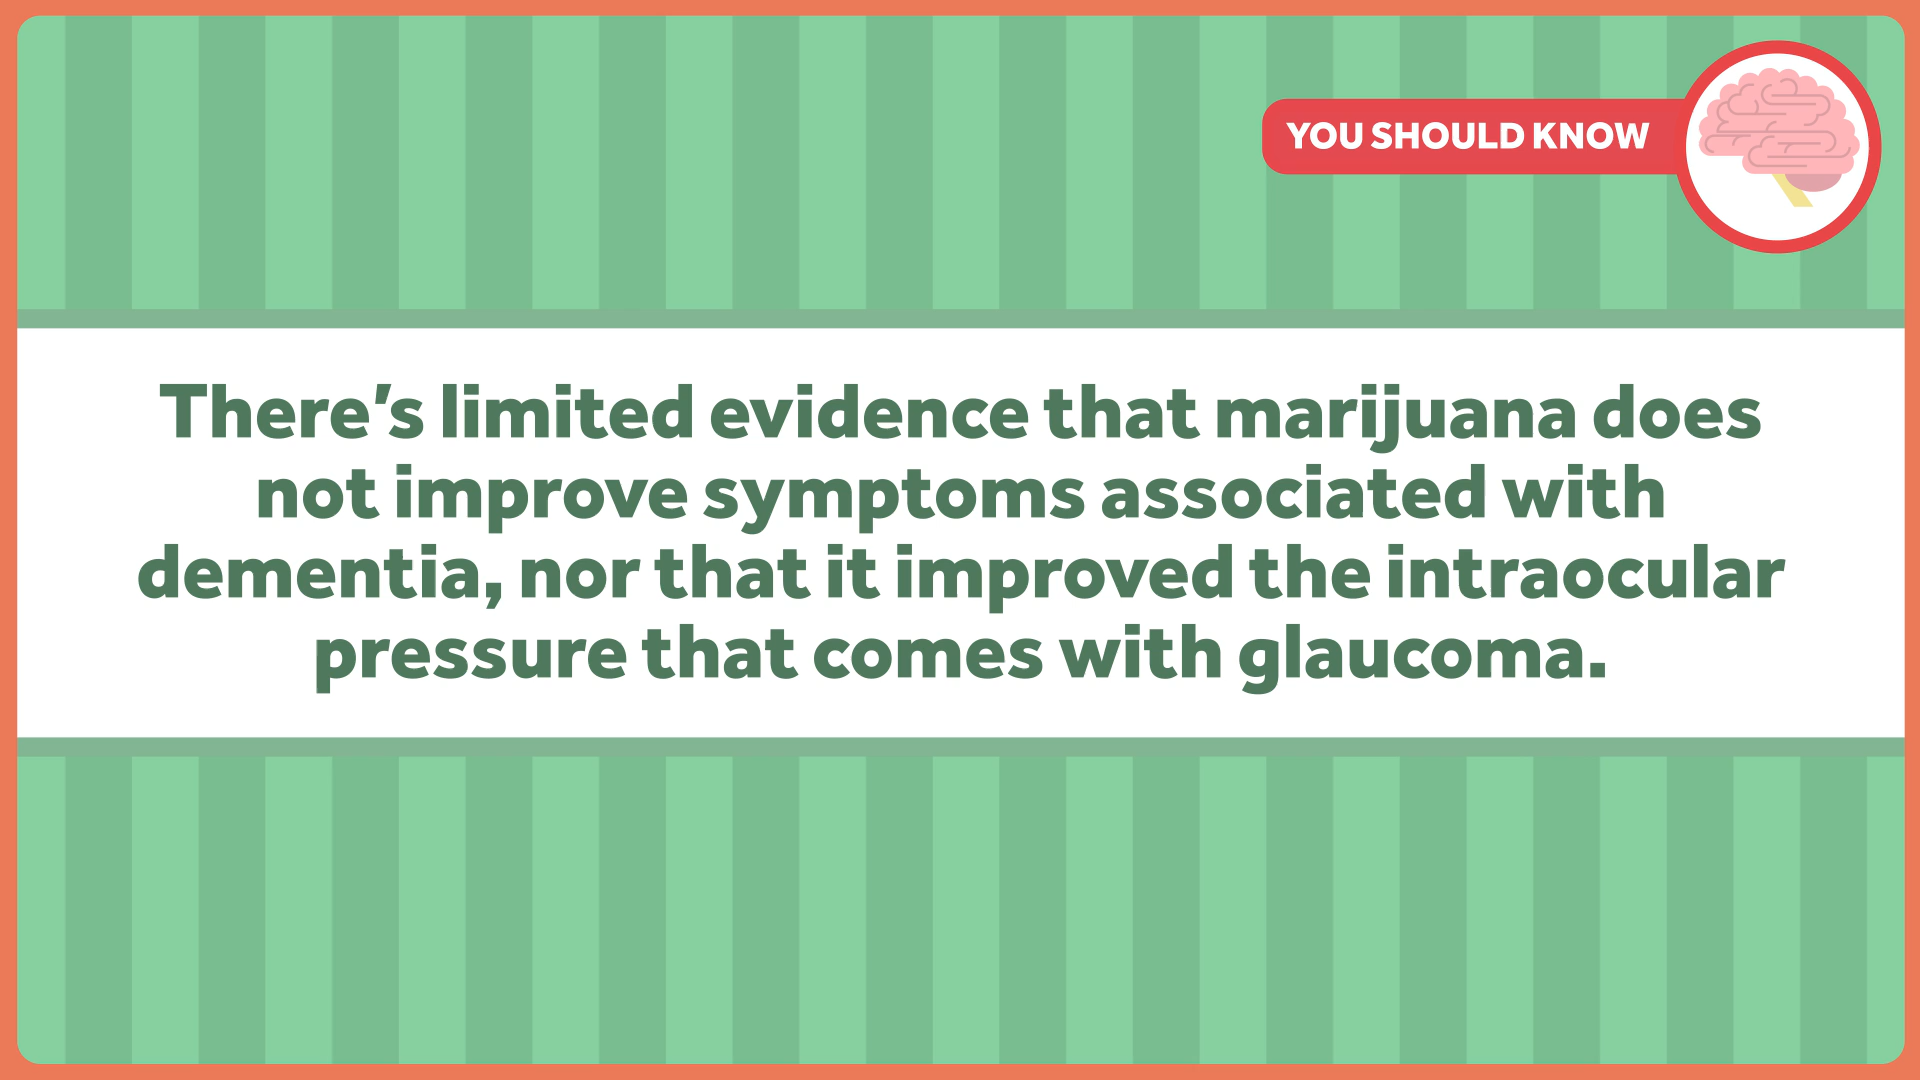 YOU SHOULD KNOW
There’s limited evidence that marijuana does
not improve symptoms associated with
dementia, nor that it improved the intraocular
pressure that comes with glaucoma.